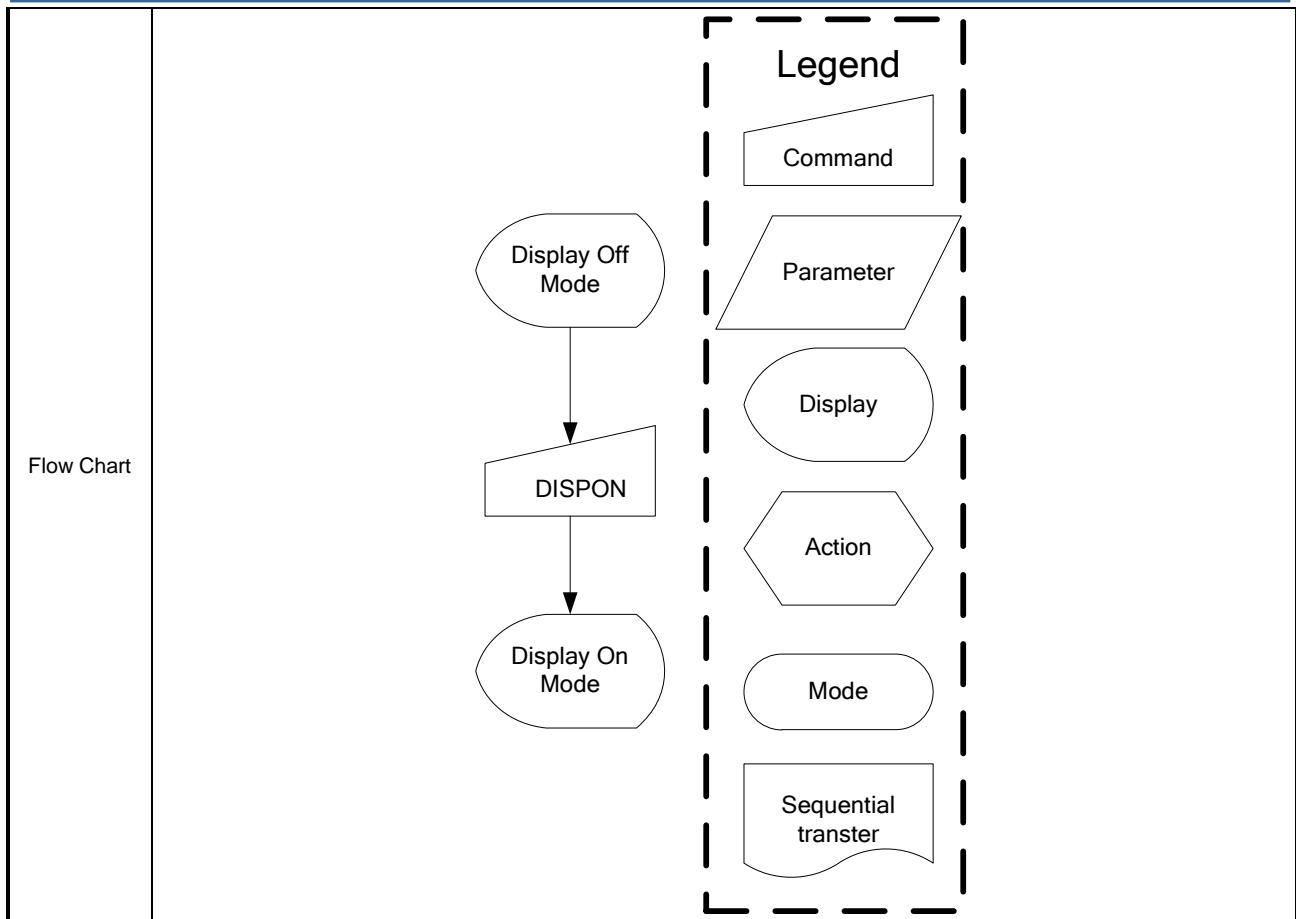 Flow Chart
Display Off
Mode
DISPON
Display On
Mode
Legend
Command
Parameter
Display
Action
Mode
Sequential
transter